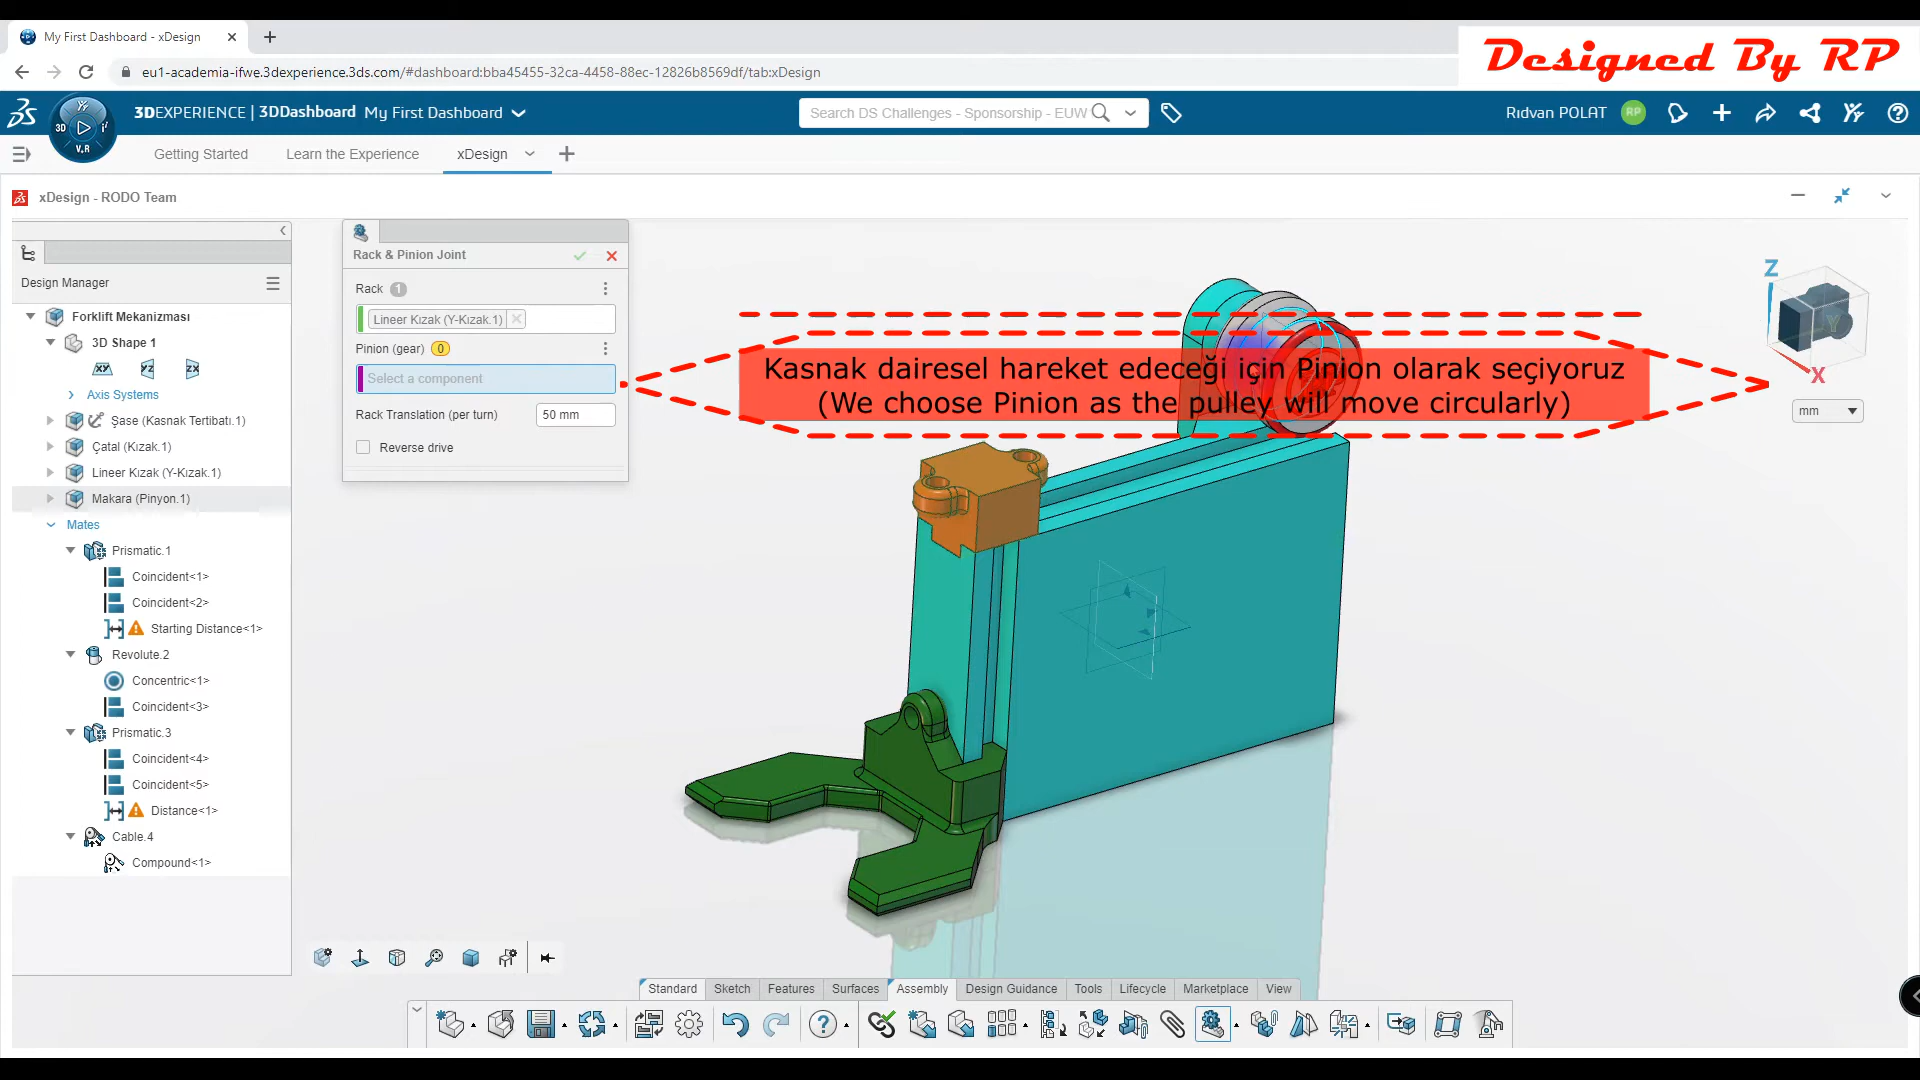 My First Dashboard - xDesign
Designed By RP
eu1-academia-ifwe.3dexperience.3ds.com/#dashboard:bba45455-32ca-4458-88ec-12826b8569df/tab:xDesign
3DEXPERIENCE | 3DDashboard My First Dashboard
Search DS Challenges - Sponsorship - EUW
Rıdvan POLAT
RP
3D
V.R
Getting Started
Learn the Experience
xDesign
xDesign - RODO Team
Design Manager
Forklift Mekanizması
3D Shape 1
xy
yz
zx
Axis Systems
Şase (Kasnak Tertibatı.1)
Çatal (Kızak.1)
Lineer Kızak (Y-Kızak.1)
Makara (Pinyon.1)
Mates
Prismatic.1
Coincident<1>
Coincident<2>
Starting Distance<1>
Revolute.2
Concentric<1>
Coincident<3>
Prismatic.3
Coincident<4>
Coincident<5>
Distance<1>
Cable.4
Compound<1>
Rack & Pinion Joint
Rack 1
Lineer Kızak (Y-Kızak.1)
Pinion (gear) 0
Select a component
Rack Translation (per turn) 50 mm
Reverse drive
Kasnak dairesel hareket edeceği için Pinion olarak seçiyoruz
(We choose Pinion as the pulley will move circularly)
Z
Y
X
mm
Standard
Sketch
Features
Surfaces
Assembly
Design Guidance
Tools
Lifecycle
Marketplace
View